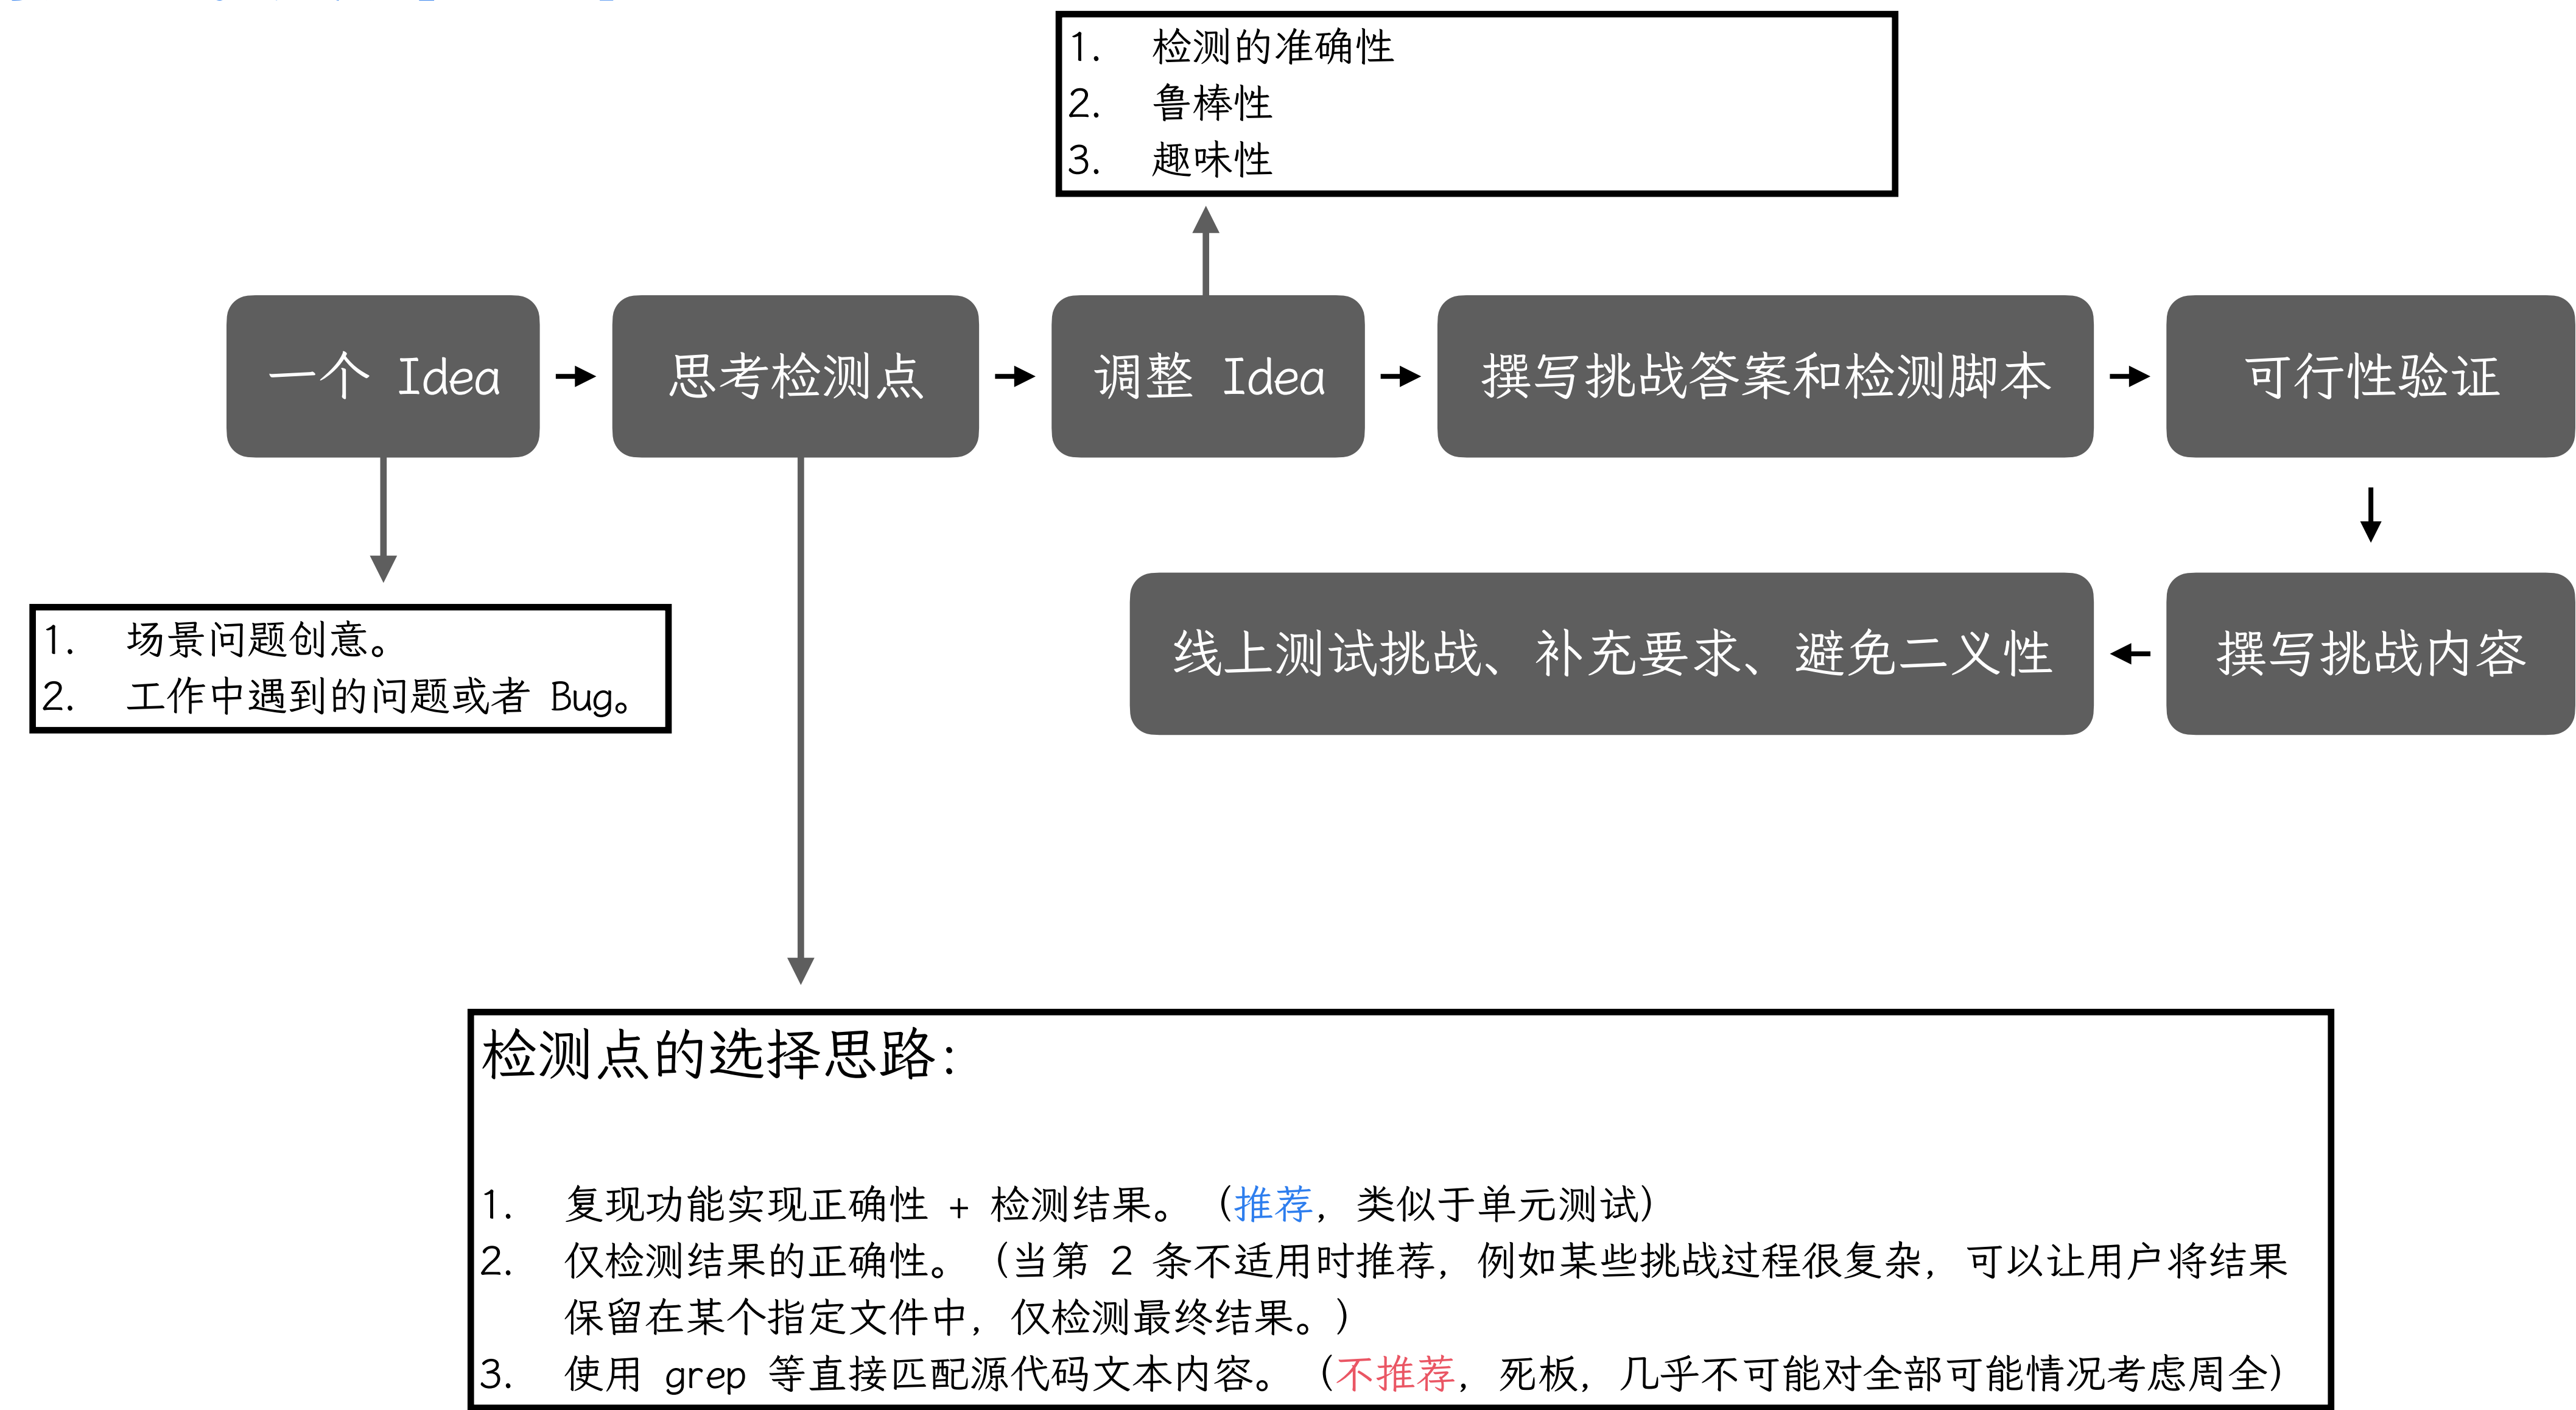 1. 检测的准确性
2. 鲁棒性
3. 趣味性
一个 Idea
思考检测点
调整 Idea
撰写挑战答案和检测脚本
可行性验证
1. 场景问题创意。
2. 工作中遇到的问题或者 Bug。
线上测试挑战、补充要求、避免二义性
撰写挑战内容
检测点的选择思路：
1. 复现功能实现正确性 + 检测结果。（推荐，类似于单元测试）
2. 仅检测结果的正确性。（当第 2 条不适用时推荐，例如某些挑战过程很复杂，可以让用户将结果
保留在某个指定文件中，仅检测最终结果。）
3. 使用 grep 等直接匹配源代码文本内容。（不推荐，死板，几乎不可能对全部可能情况考虑周全）